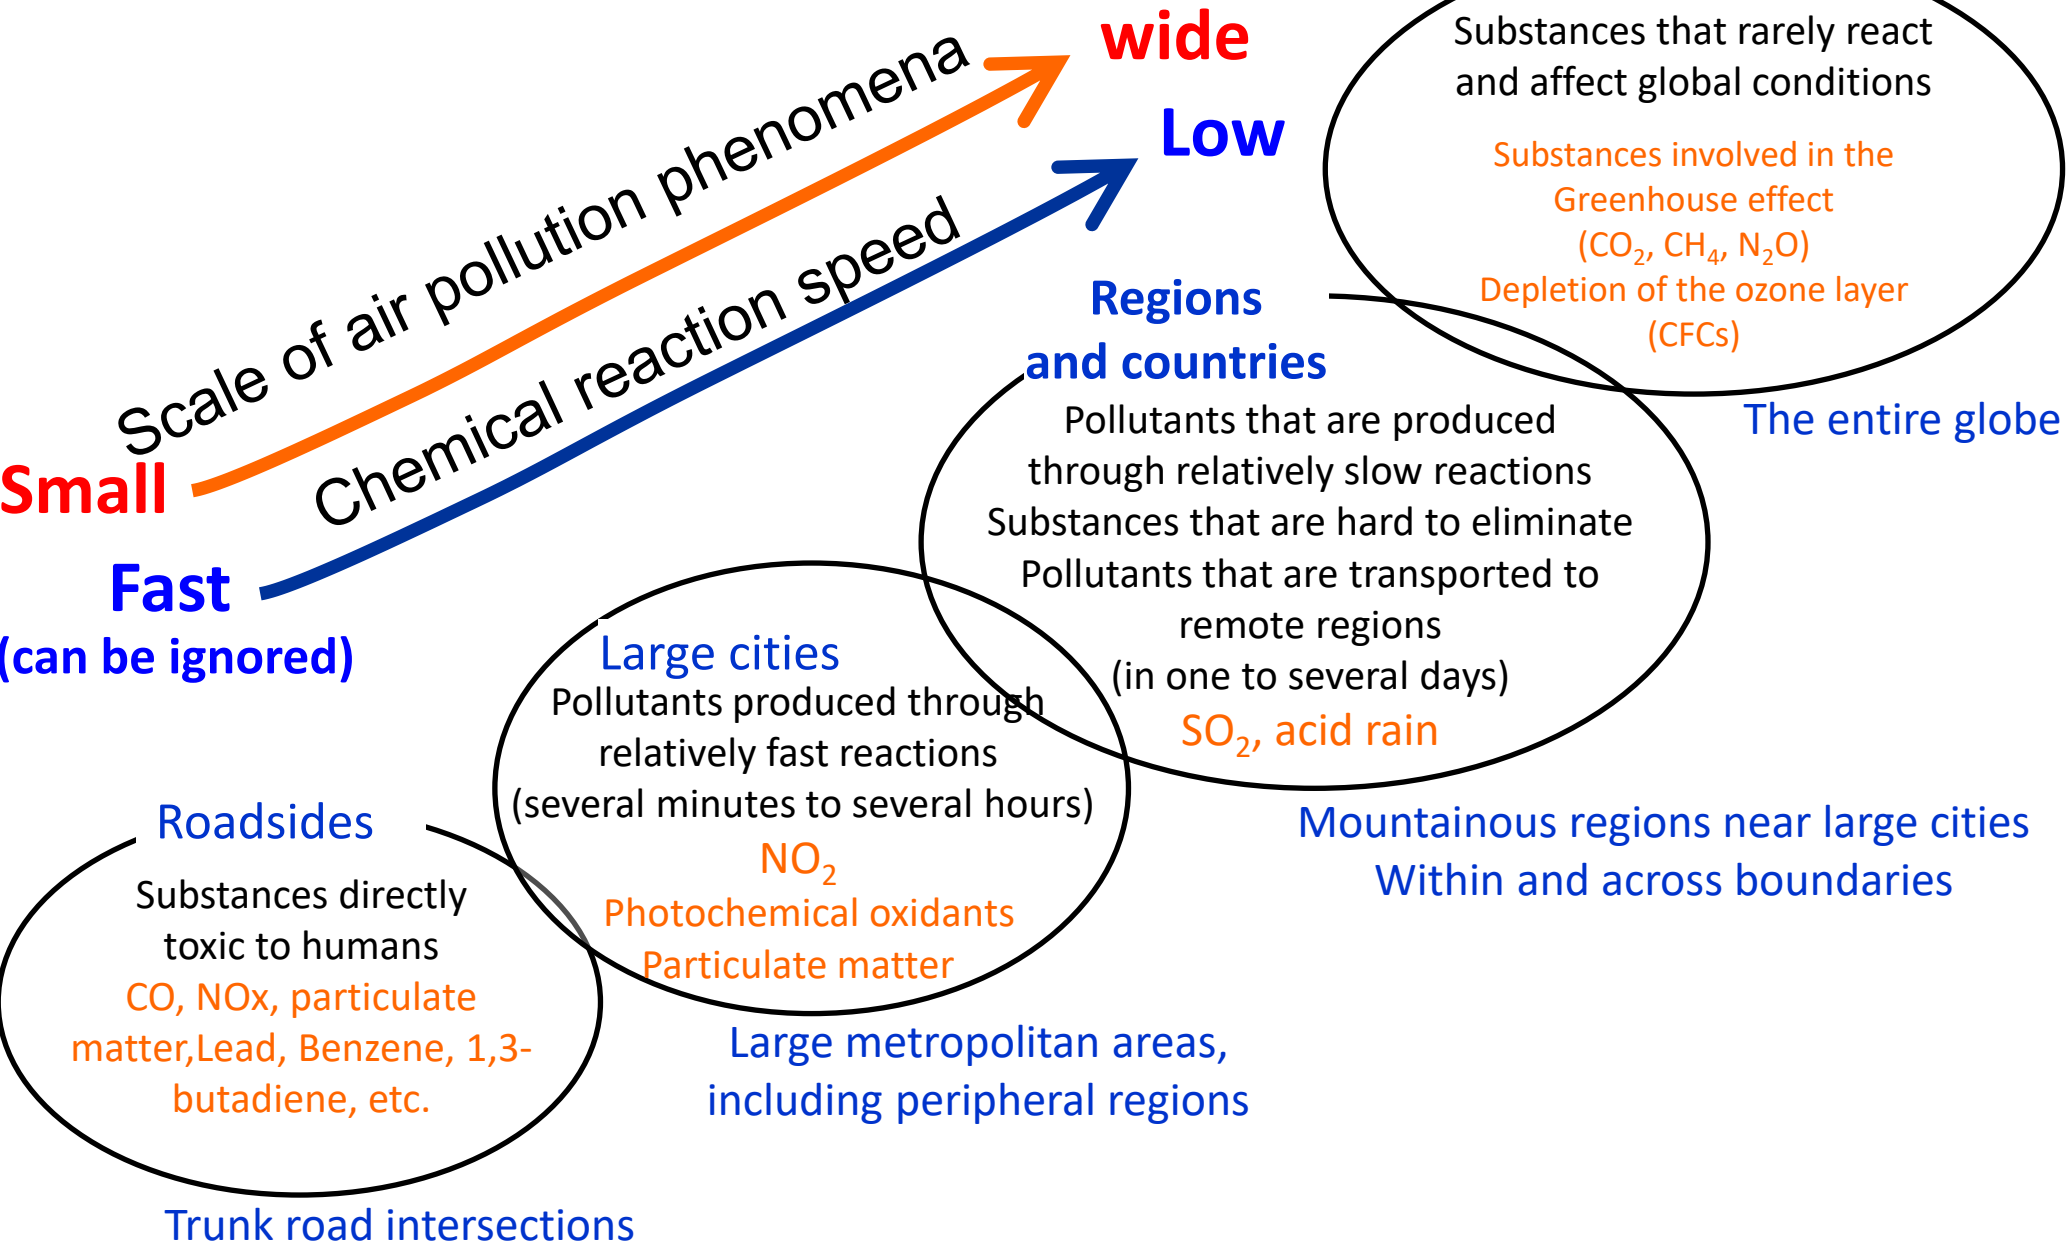 wide
Low
Scale of air pollution phenomena
Chemical reaction speed
Small
Fast
(can be ignored)
Substances that rarely react
and affect global conditions
Substances involved in the
Greenhouse effect
(CO₂, CH₄, N₂O)
Depletion of the ozone layer
(CFCs)
The entire globe
Regions
and countries
Pollutants that are produced
through relatively slow reactions
Substances that are hard to eliminate
Pollutants that are transported to
remote regions
(in one to several days)
SO₂, acid rain
Mountainous regions near large cities
Within and across boundaries
Large cities
Pollutants produced through
relatively fast reactions
(several minutes to several hours)
NO₂
Photochemical oxidants
Particulate matter
Large metropolitan areas,
including peripheral regions
Roadsides
Substances directly
toxic to humans
CO, NOx, particulate
matter,Lead, Benzene, 1,3-
butadiene, etc.
Trunk road intersections